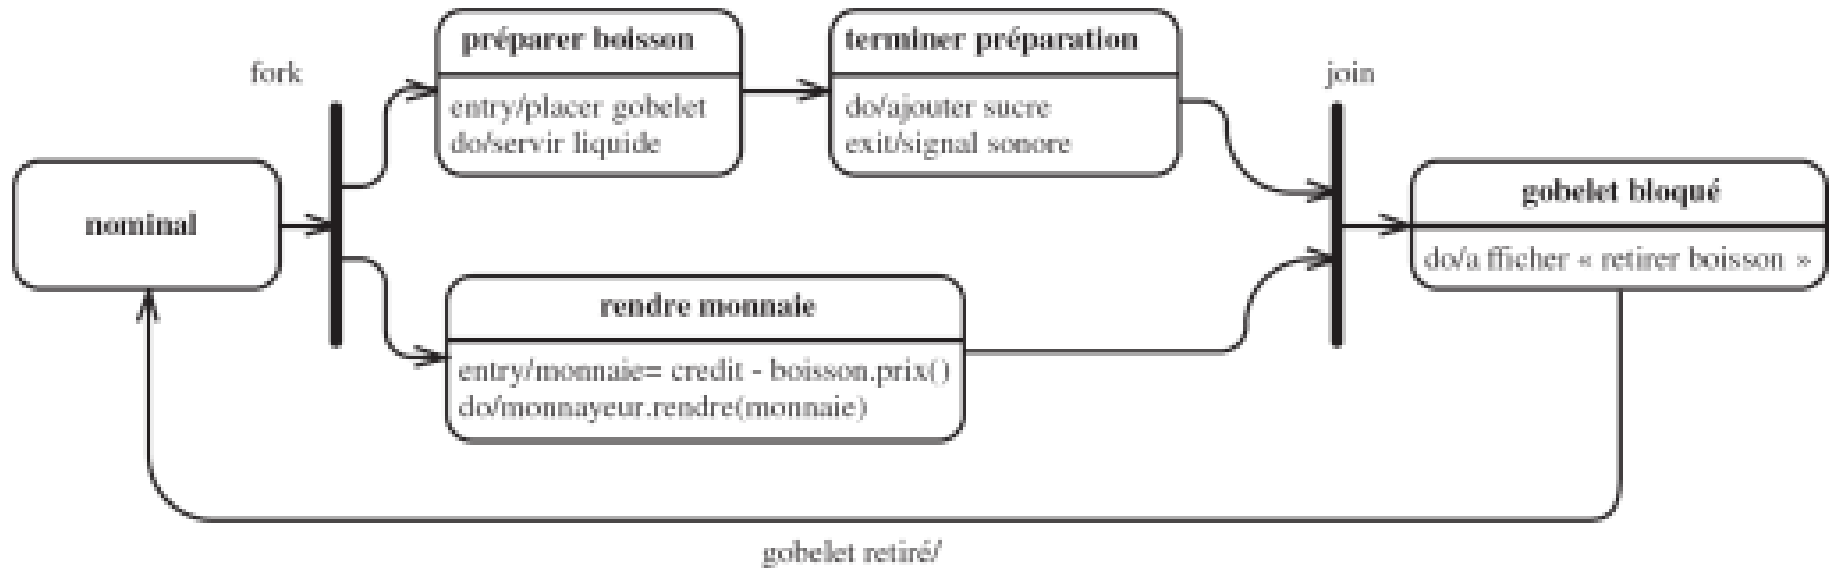 fork
préparer boisson
entry/placer gobelet
do/servir liquide
terminer préparation
do/ajouter sucre
exit/signal sonore
join
nominal
rendre monnaie
entry/monnaie= credit - boisson.prix()
do/monnayeur.rendre(monnaie)
gobelet bloqué
do/a fficher « retirer boisson »
gobelet retiré/